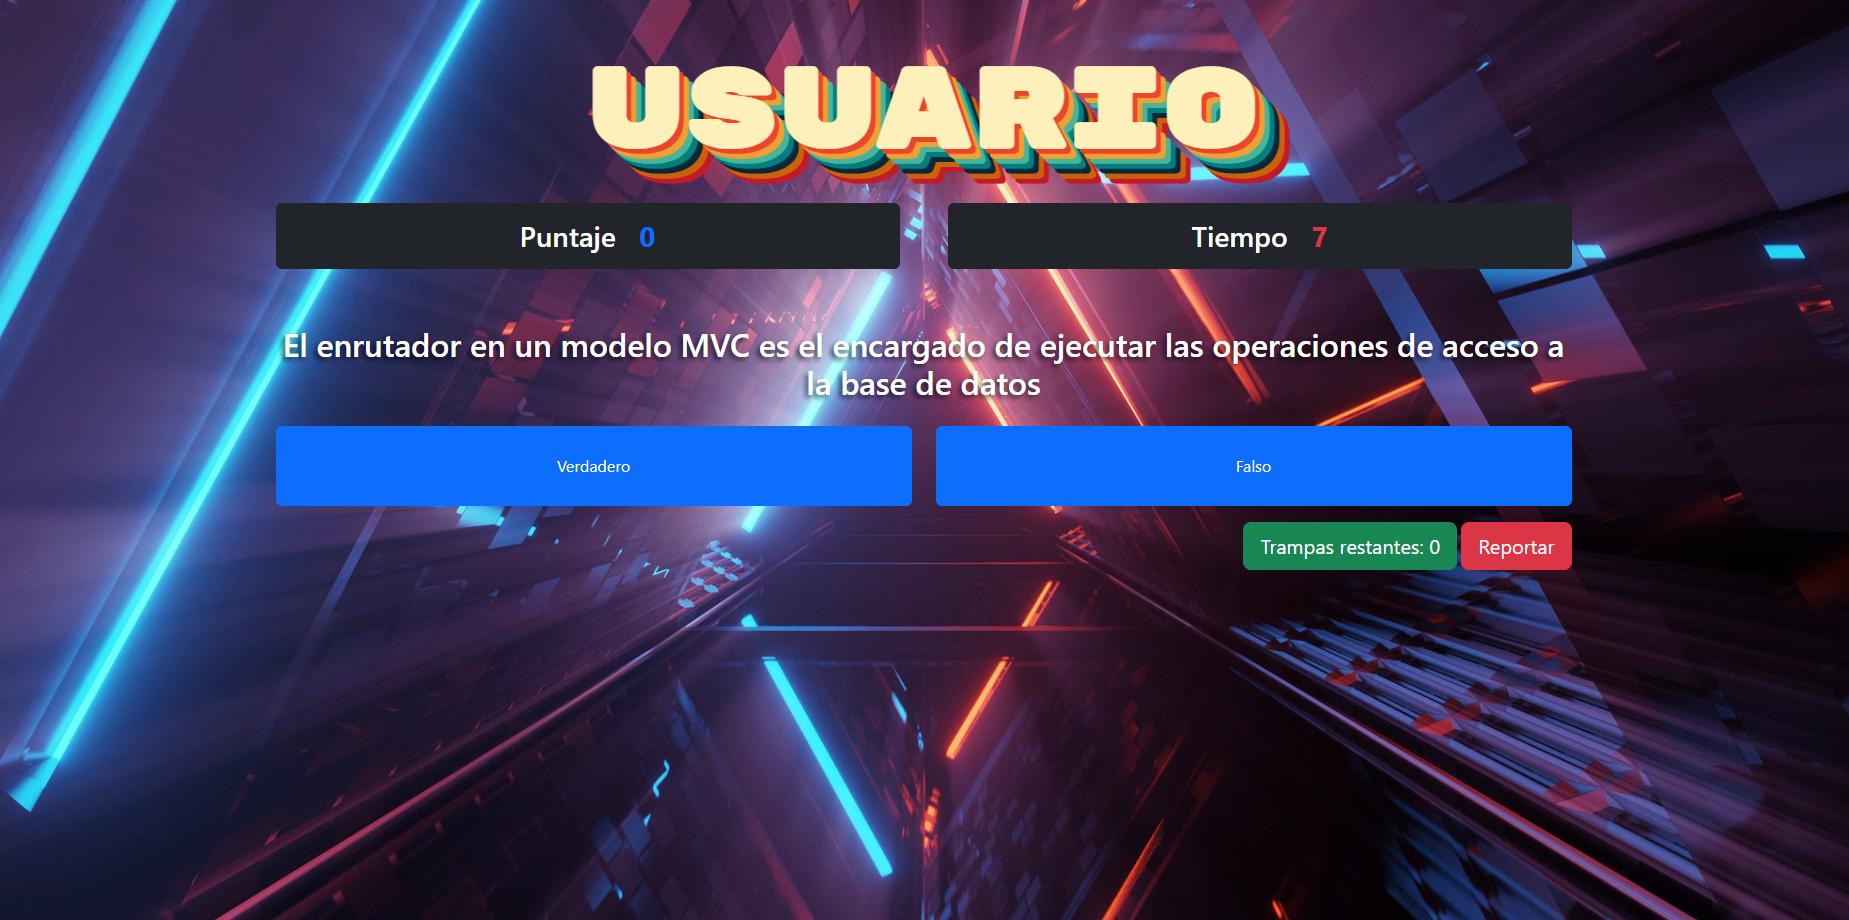 USUARIO
Puntaje 0
Tiempo 7
El enrutador en un modelo MVC es el encargado de ejecutar las operaciones de acceso a
la base de datos
Verdadero
Falso
Trampas restantes: 0
Reportar